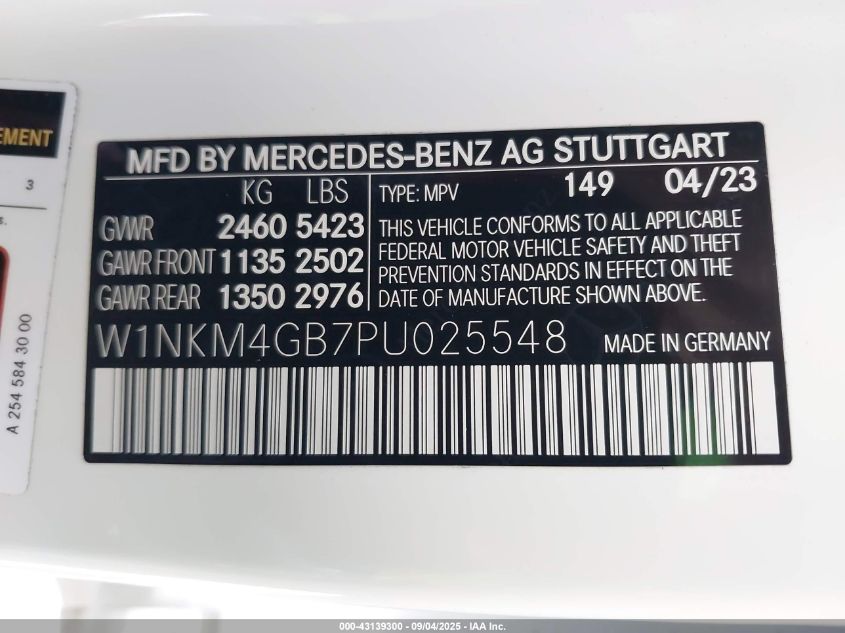 EMENT
3
s.
A 254 584 30 00
MFD BY MERCEDES-BENZ AG STUTTGART
KG LBS
GVWR 2460 5423
GAWR FRONT 1135 2502
GAWR REAR 1350 2976
TYPE: MPV 149 04/23
THIS VEHICLE CONFORMS TO ALL APPLICABLE
FEDERAL MOTOR VEHICLE SAFETY AND THEFT
PREVENTION STANDARDS IN EFFECT ON THE
DATE OF MANUFACTURE SHOWN ABOVE.
W1NKM4GB7PU025548 MADE IN GERMANY
000-43139300 - 09/04/2025 - IAA Inc.